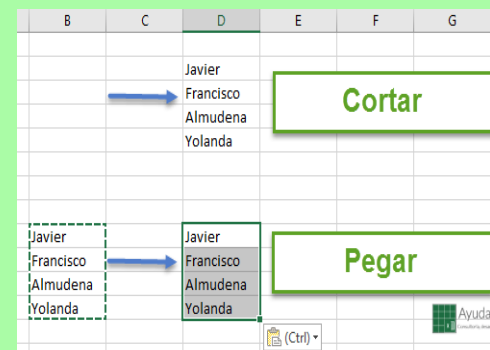 B C D E F G
Javier
Francisco
Almudena
Yolanda
Cortar
Javier Javier
Francisco Francisco
Almudena Almudena
Yolanda Yolanda
Pegar
(Ctrl)
Ayuda